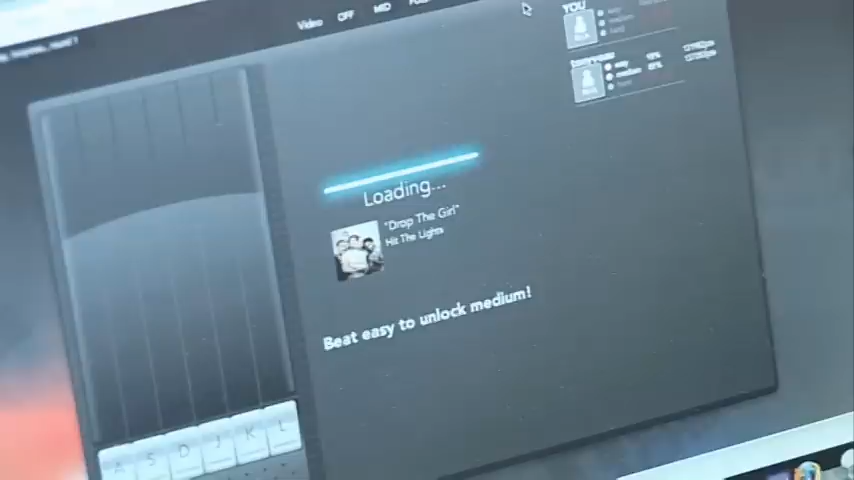 Video OFF MID
YOU
easy
medium
hard
easy
medium
Loading...
"Drop The Girl"
Hit The Lights
Beat easy to unlock medium!
A S D J K L